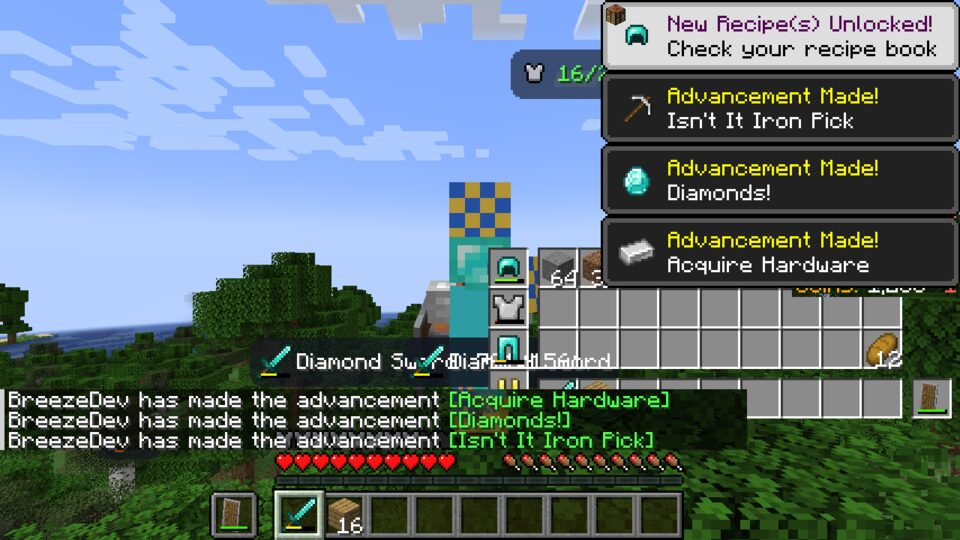 New Recipe(s) Unlocked!
Check your recipe book
16/
Advancement Made!
Isn't It Iron Pick
Advancement Made!
Diamonds!
Advancement Made!
Acquire Hardware
64
12
Diamond
BreezeDev has made the advancement [Acquire Hardware]
BreezeDev has made the advancement [Diamonds!]
BreezeDev has made the advancement [Isn't It Iron Pick]
16